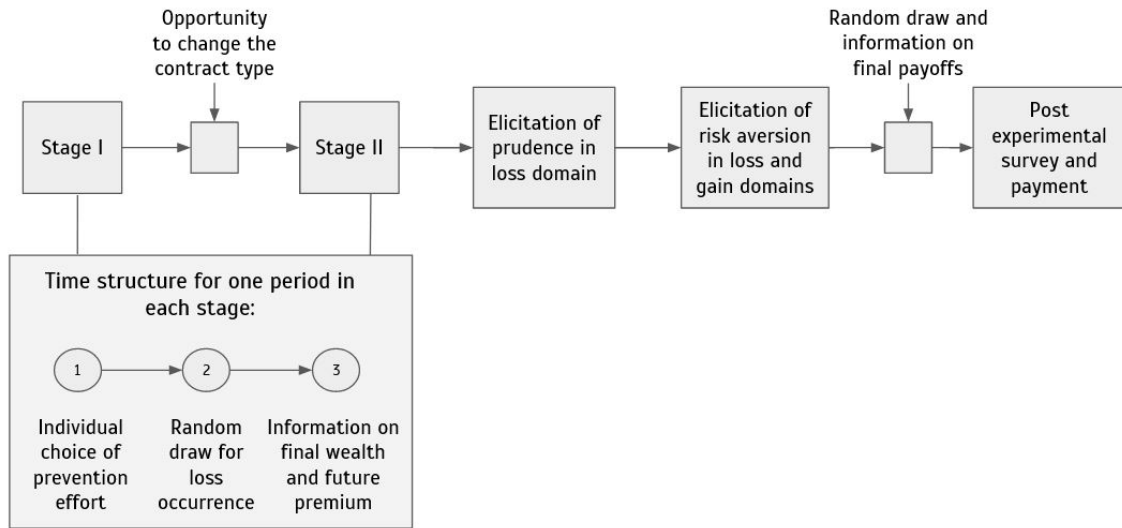 Opportunity
to change the
contract type
Random draw and
information on
final payoffs
Stage I
Stage II
Elicitation of
prudence in
loss domain
Elicitation of
risk aversion
in loss and
gain domains
Post
experimental
survey and
payment
Time structure for one period in
each stage:
1
2
3
Individual
choice of
prevention
effort
Random
draw for
loss
occurrence
Information on
final wealth
and future
premium